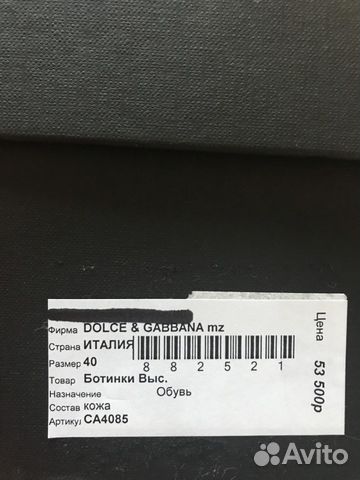 Фирма DOLCE & GABBANA mz
Страна ИТАЛИЯ
8 8 2 5 2 1
Размер 40
Товар Ботинки Выс.
Назначение Обувь
Состав кожа
Артикул CA4085
Цена 53 500р
Avito